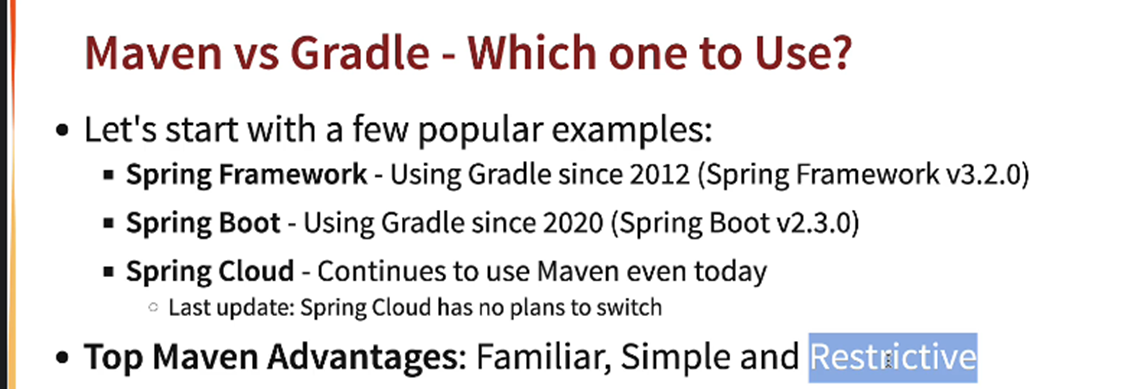 Maven vs Gradle - Which one to Use?
• Let's start with a few popular examples:
▪ Spring Framework - Using Gradle since 2012 (Spring Framework v3.2.0)
▪ Spring Boot - Using Gradle since 2020 (Spring Boot v2.3.0)
▪ Spring Cloud - Continues to use Maven even today
○ Last update: Spring Cloud has no plans to switch
• Top Maven Advantages: Familiar, Simple and Restrictive